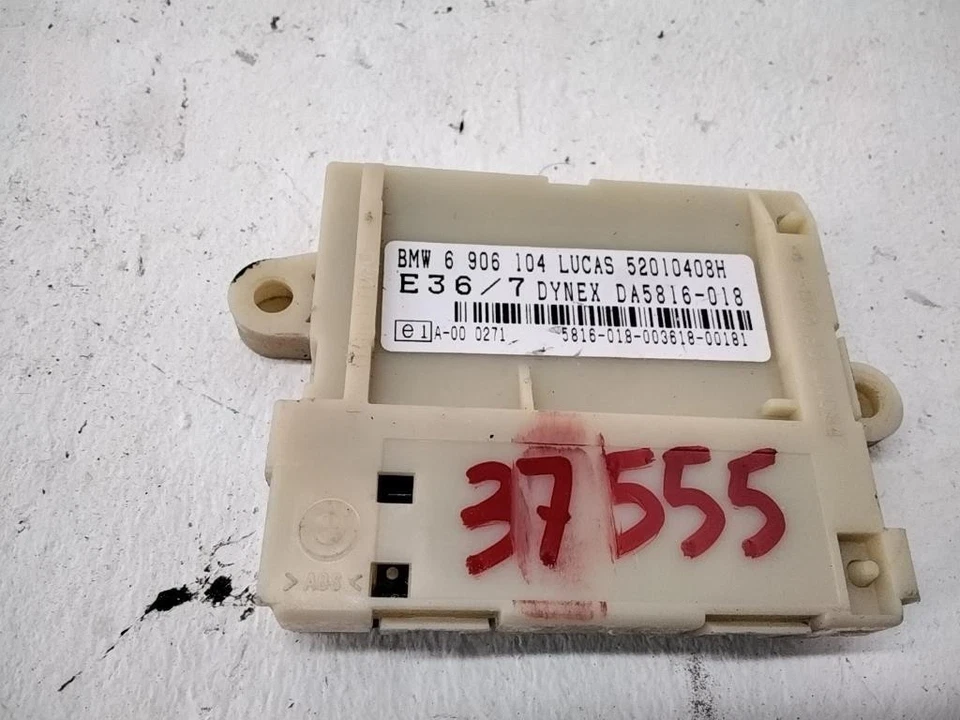 BMW 6 906 104 LUCAS 52010408H
E36/7 DYNEX DA5816-018
e1 A-00 0271 5816-018-003618-00181
37555
>ABS<